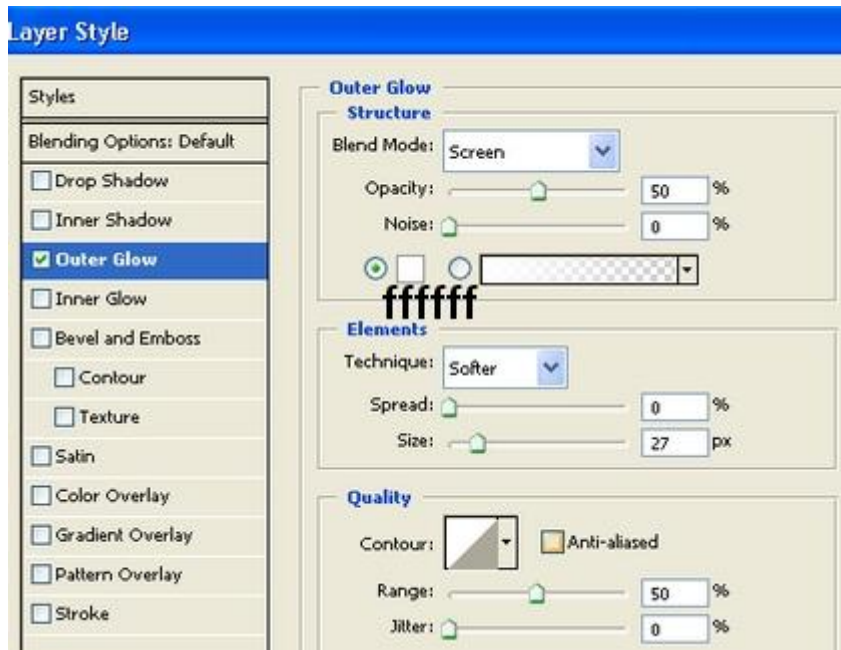 Layer Style
Styles
Blending Options: Default
Drop Shadow
Inner Shadow
Outer Glow
Inner Glow
Bevel and Emboss
Contour
Texture
Satin
Color Overlay
Gradient Overlay
Pattern Overlay
Stroke
Outer Glow
Structure
Blend Mode: Screen
Opacity: 50 %
Noise: 0 %
ffffff
Elements
Technique: Softer
Spread: 0 %
Size: 27 px
Quality
Contour: Anti-aliased
Range: 50 %
Jitter: 0 %